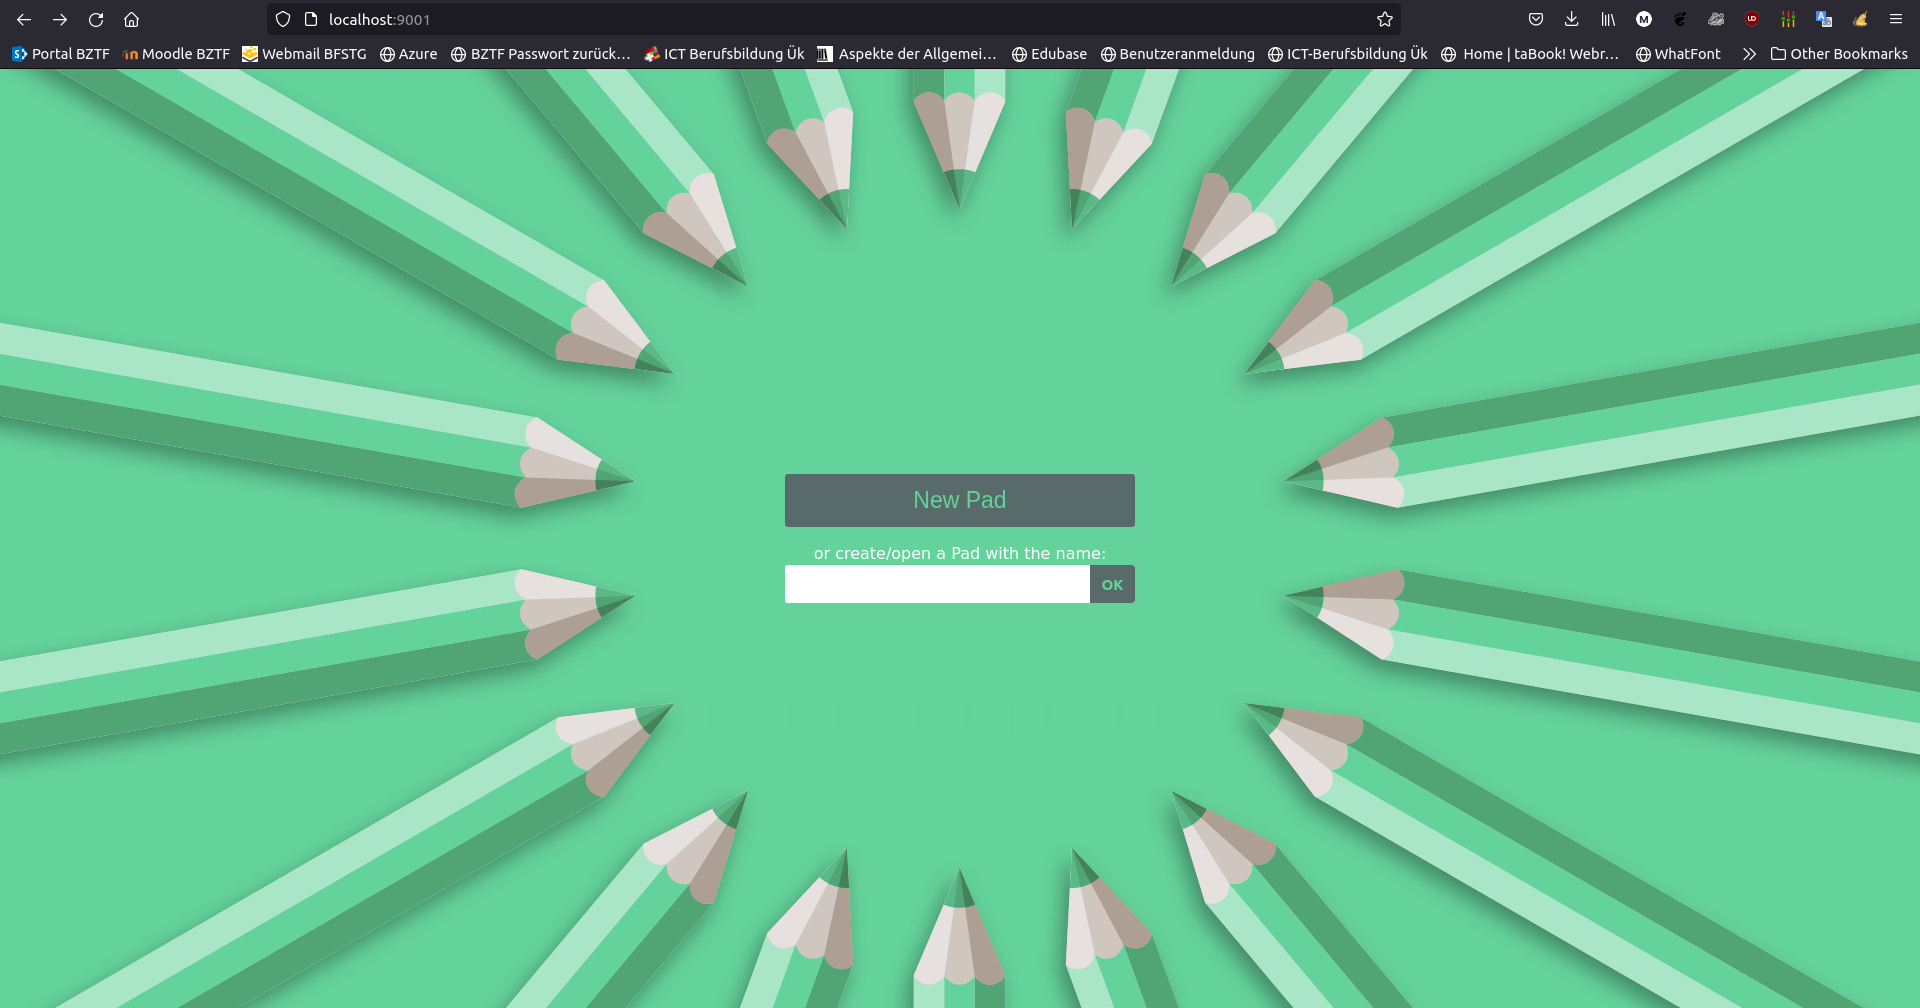 localhost:9001
Portal BZTF Moodle BZTF Webmail BFSTG Azure BZTF Passwort zurück… ICT Berufsbildung Ük Aspekte der Allgemei… Edubase Benutzeranmeldung ICT-Berufsbildung Ük Home | taBook! Webr… WhatFont Other Bookmarks
New Pad
or create/open a Pad with the name:
OK